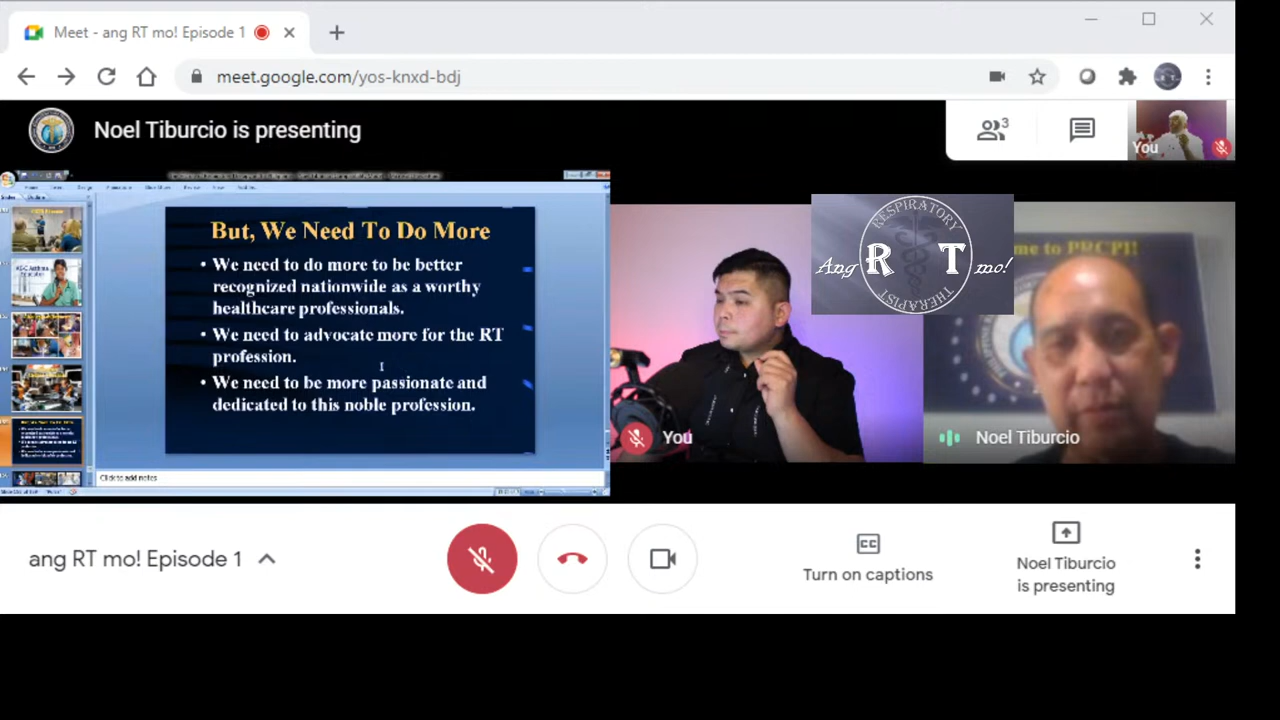 Meet - ang RT mo! Episode 1
meet.google.com/yos-knxd-bdj
Noel Tiburcio is presenting
3
You
But, We Need To Do More
• We need to do more to be better
recognized nationwide as a worthy
healthcare professionals.
• We need to advocate more for the RT
profession.
• We need to be more passionate and
dedicated to this noble profession.
Click to add notes
You
RESPIRATORY
Ang R T mo!
THERAPIST
me to PRCPI!
Noel Tiburcio
ang RT mo! Episode 1
CC
Turn on captions
Noel Tiburcio
is presenting